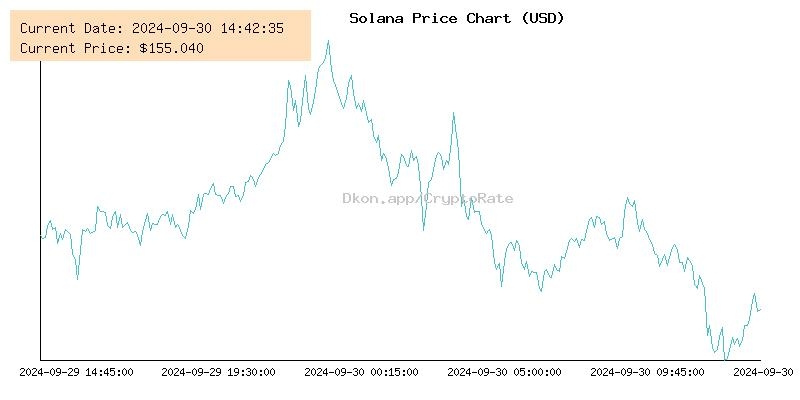 Solana Price Chart (USD)
Current Date: 2024-09-30 14:42:35
Current Price: $155.040
Dkon.app/CryptoRate
2024-09-29 14:45:00 2024-09-29 19:30:00 2024-09-30 00:15:00 2024-09-30 05:00:00 2024-09-30 09:45:00 2024-09-30